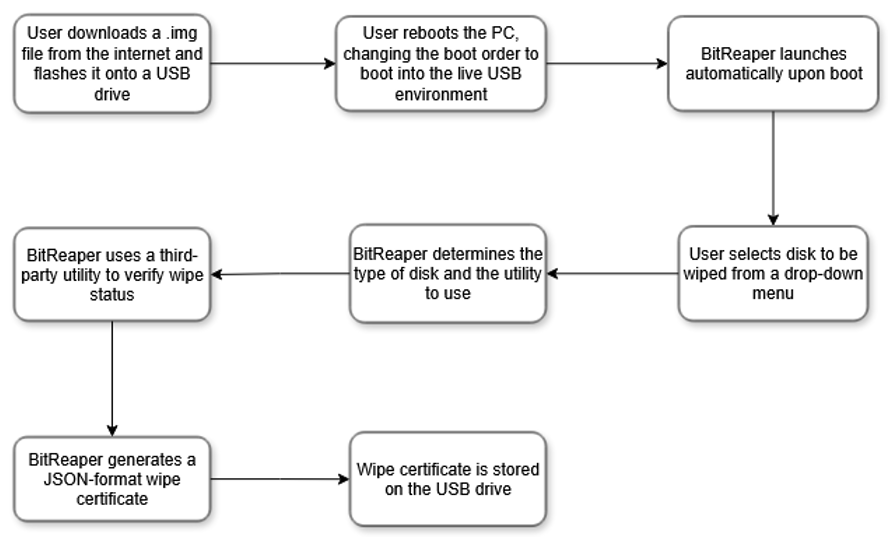 User downloads a .img
file from the internet and
flashes it onto a USB
drive
User reboots the PC,
changing the boot order to
boot into the live USB
environment
BitReaper launches
automatically upon boot
User selects disk to be
wiped from a drop-down
menu
BitReaper determines the
type of disk and the utility
to use
BitReaper uses a third-
party utility to verify wipe
status
BitReaper generates a
JSON-format wipe
certificate
Wipe certificate is stored
on the USB drive